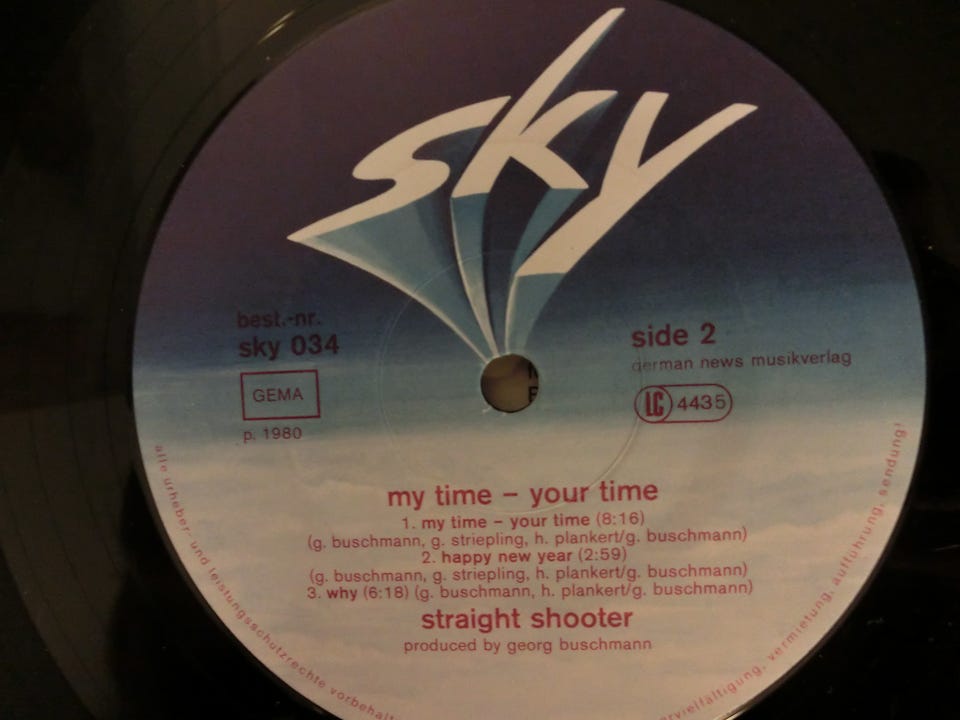 sky
best.-nr.
sky 034
GEMA
p. 1980
side 2
german news musikverlag
LC 4435
my time – your time
1. my time – your time (8:16)
(g. buschmann, g. striepling, h. plankert/g. buschmann)
2. happy new year (2:59)
(g. buschmann, g. striepling, h. plankert/g. buschmann)
3. why (6:18) (g. buschmann, h. plankert/g. buschmann)
straight shooter
produced by georg buschmann
alle urheber- und leistungsschutzrechte
vermietung, aufführung, sendung!